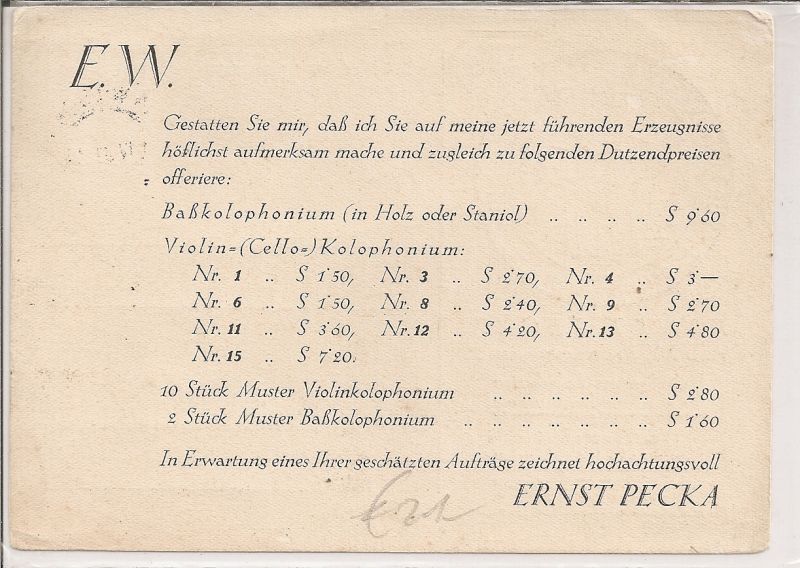 E. W.
Gestatten Sie mir, daß ich Sie auf meine jetzt führenden Erzeugnisse
höflichst aufmerksam mache und zugleich zu folgenden Dutzendpreisen
offeriere:
Baßkolophonium (in Holz oder Staniol) .. .. .. .. S 9˙60
Violin=(Cello=)Kolophonium:
Nr. 1 .. S 1˙50, Nr. 3 .. S 2˙70, Nr. 4 .. S 3˙—
Nr. 6 .. S 1˙50, Nr. 8 .. S 2˙40, Nr. 9 .. S 2˙70
Nr. 11 .. S 3˙60, Nr. 12 .. S 4˙20, Nr. 13 .. S 4˙80
Nr. 15 .. S 7˙20.
10 Stück Muster Violinkolophonium .. .. .. .. .. .. S 2˙80
2 Stück Muster Baßkolophonium .. .. .. .. .. .. .. S 1˙60
In Erwartung eines Ihrer geschätzten Aufträge zeichnet hochachtungsvoll
ERNST PECKA